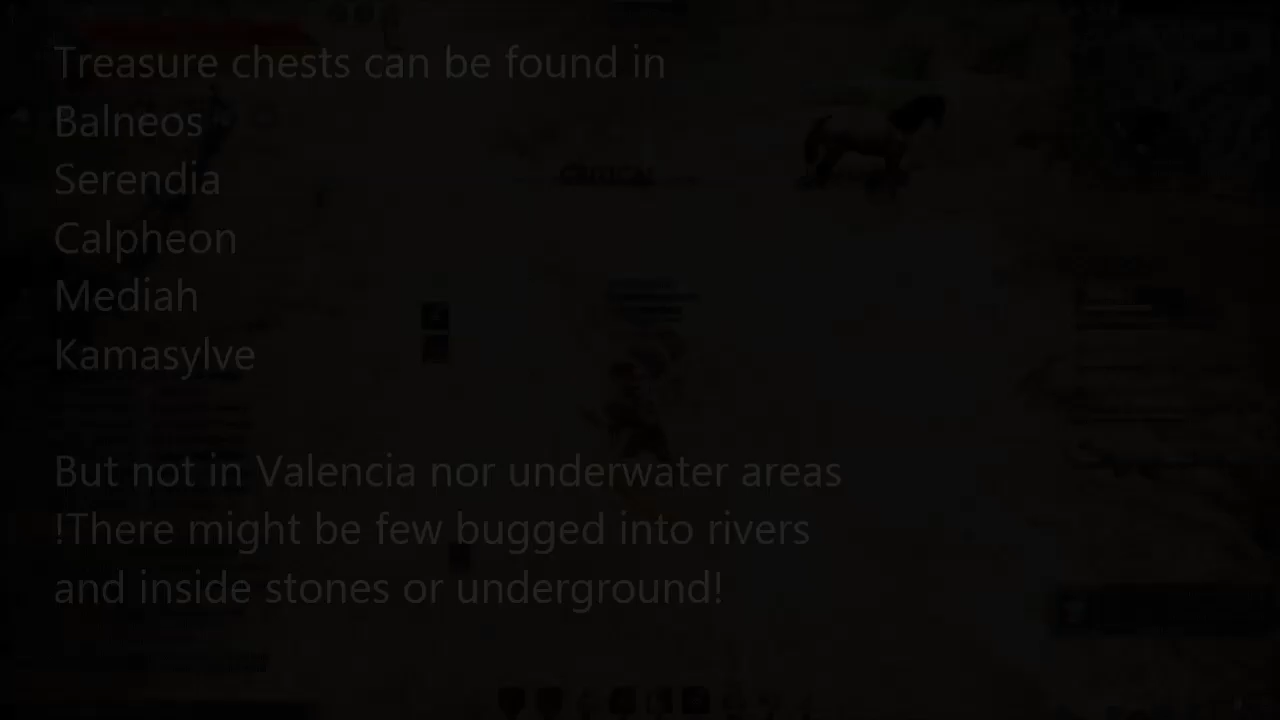 Treasure chests can be found in
Balneos
Serendia
Calpheon
Mediah
Kamasylve
But not in Valencia nor underwater areas
!There might be few bugged into rivers
and inside stones or underground!